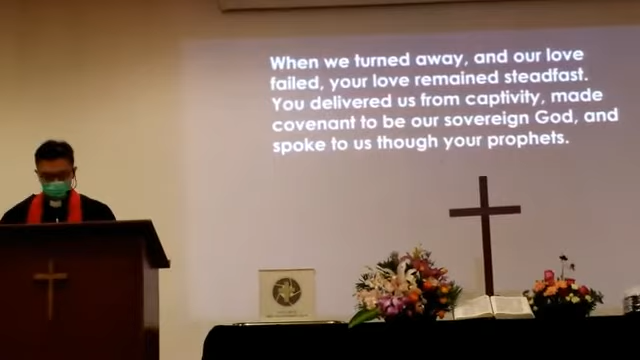 When we turned away, and our love
failed, your love remained steadfast.
You delivered us from captivity, made
covenant to be our sovereign God, and
spoke to us though your prophets.